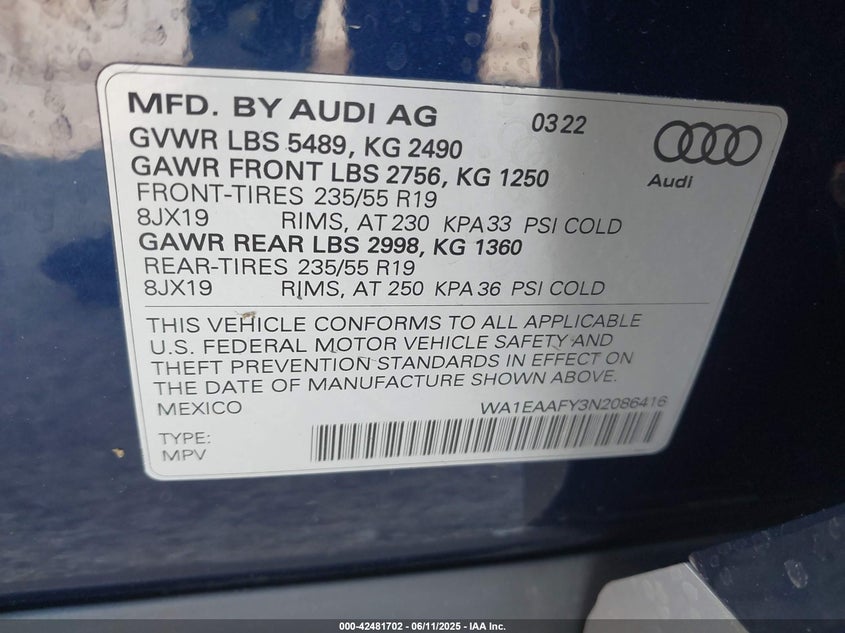 MFD. BY AUDI AG 03 22
GVWR LBS 5489, KG 2490
GAWR FRONT LBS 2756, KG 1250
Audi
FRONT-TIRES 235/55 R19
8JX19 RIMS, AT 230 KPA 33 PSI COLD
GAWR REAR LBS 2998, KG 1360
REAR-TIRES 235/55 R19
8JX19 RIMS, AT 250 KPA 36 PSI COLD
THIS VEHICLE CONFORMS TO ALL APPLICABLE
U.S. FEDERAL MOTOR VEHICLE SAFETY AND
THEFT PREVENTION STANDARDS IN EFFECT ON
THE DATE OF MANUFACTURE SHOWN ABOVE.
MEXICO WA1EAAFY3N2086416
TYPE:
MPV
000-42481702 - 06/11/2025 - IAA Inc.